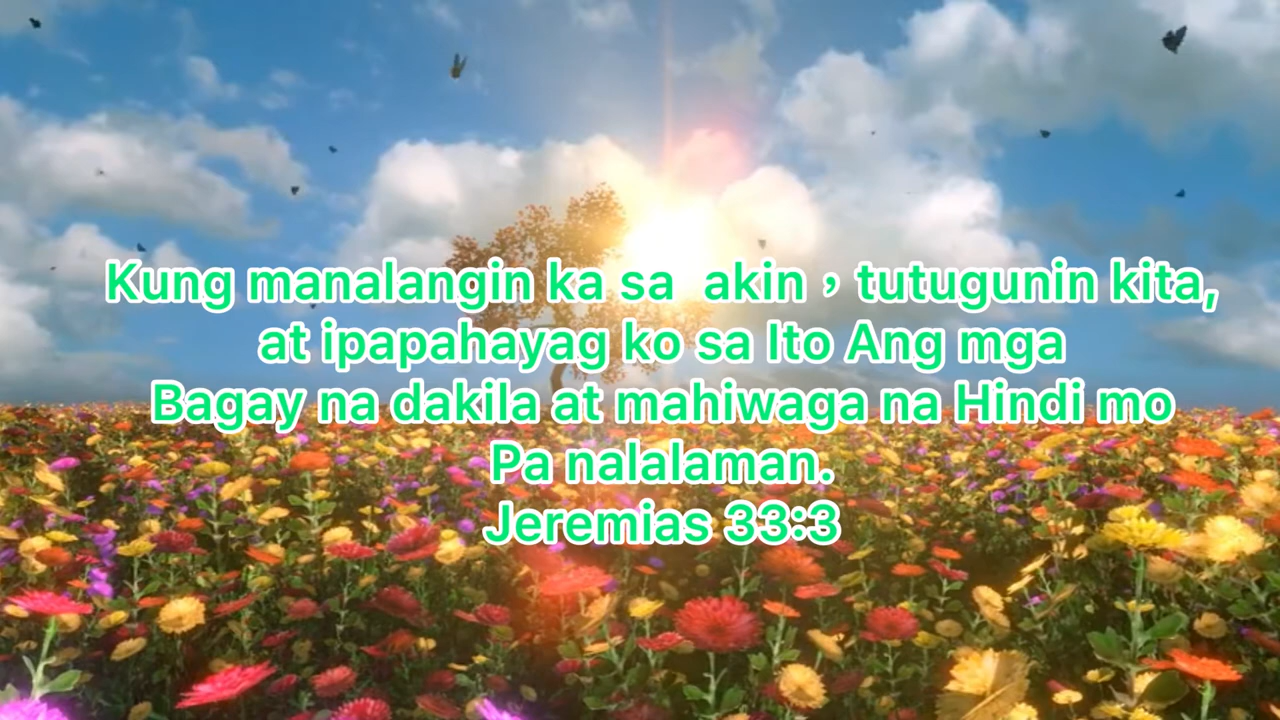 Kung manalangin ka sa  akin，tutugunin kita,
at ipapahayag ko sa Ito Ang mga
Bagay na dakila at mahiwaga na Hindi mo
Pa nalalaman.
Jeremias 33:3